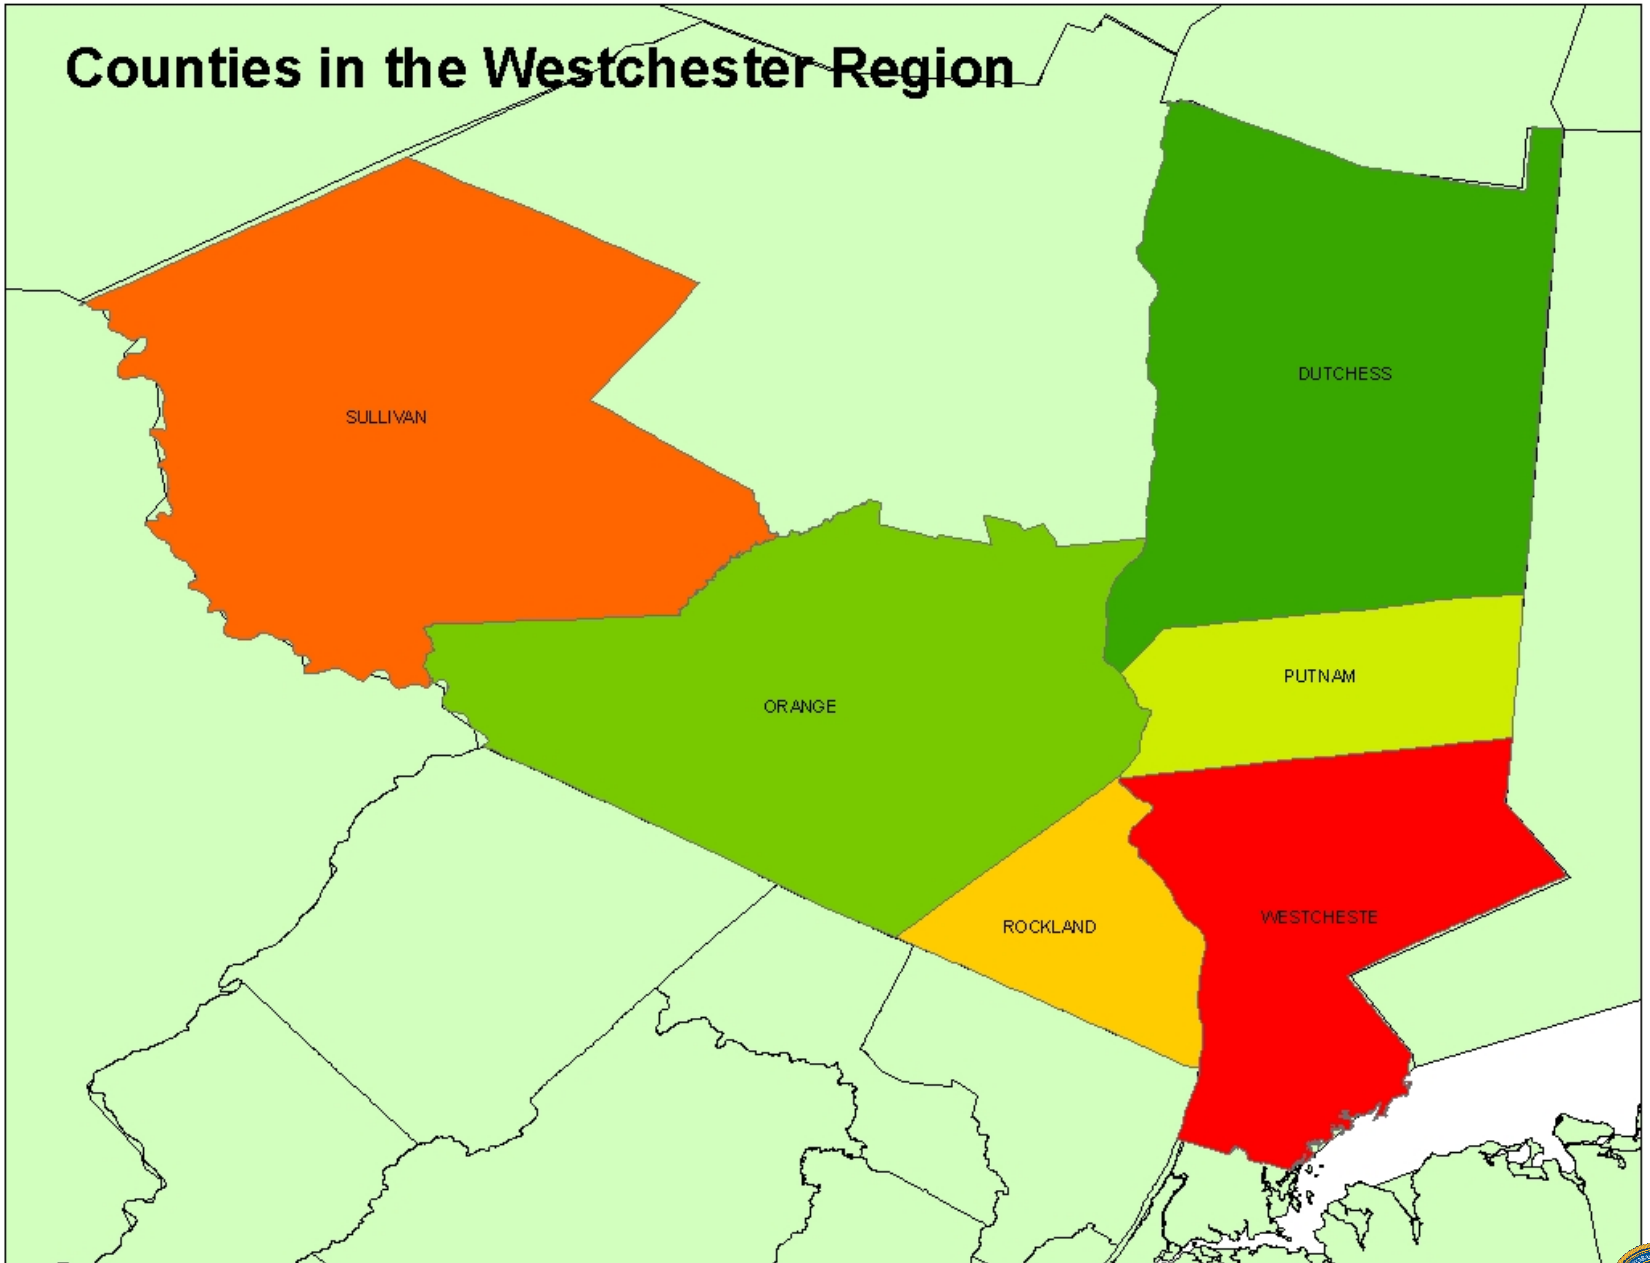 Counties in the Westchester Region
DUTCHESS
SULLIVAN
PUTNAM
ORANGE
WESTCHESTE
ROCKLAND